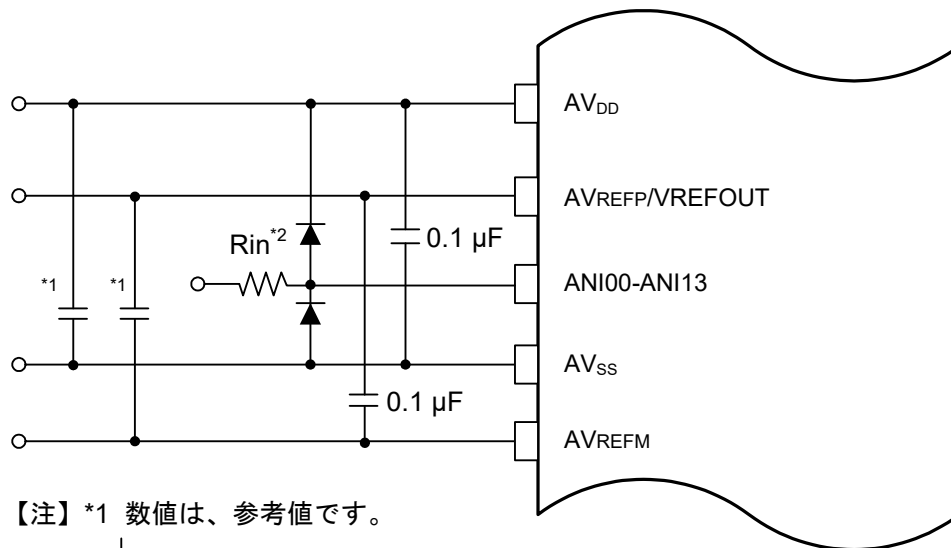 AVDD
AVREFP/VREFOUT
Rin*2
0.1 µF
*1
*1
ANI00-ANI13
AVSS
0.1 µF
AVREFM
【注】*1 数値は、参考値です。